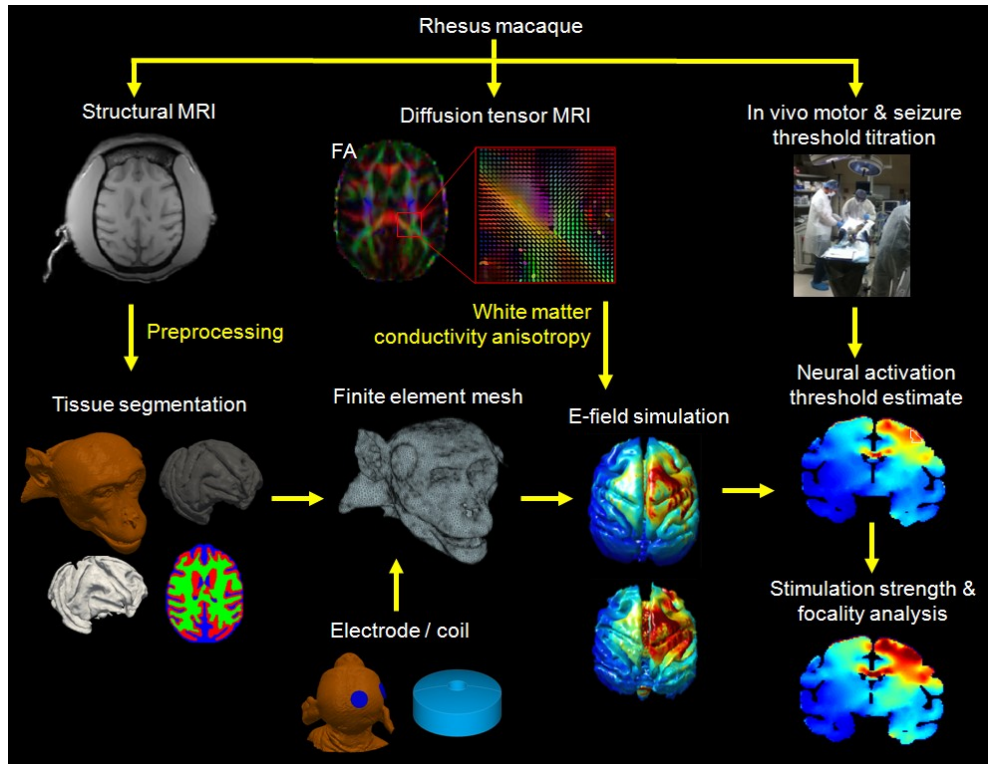 Rhesus macaque
Structural MRI
Diffusion tensor MRI
In vivo motor & seizure
threshold titration
FA
Preprocessing
White matter
conductivity anisotropy
Tissue segmentation
Finite element mesh
E-field simulation
Neural activation
threshold estimate
Electrode / coil
Stimulation strength &
focality analysis